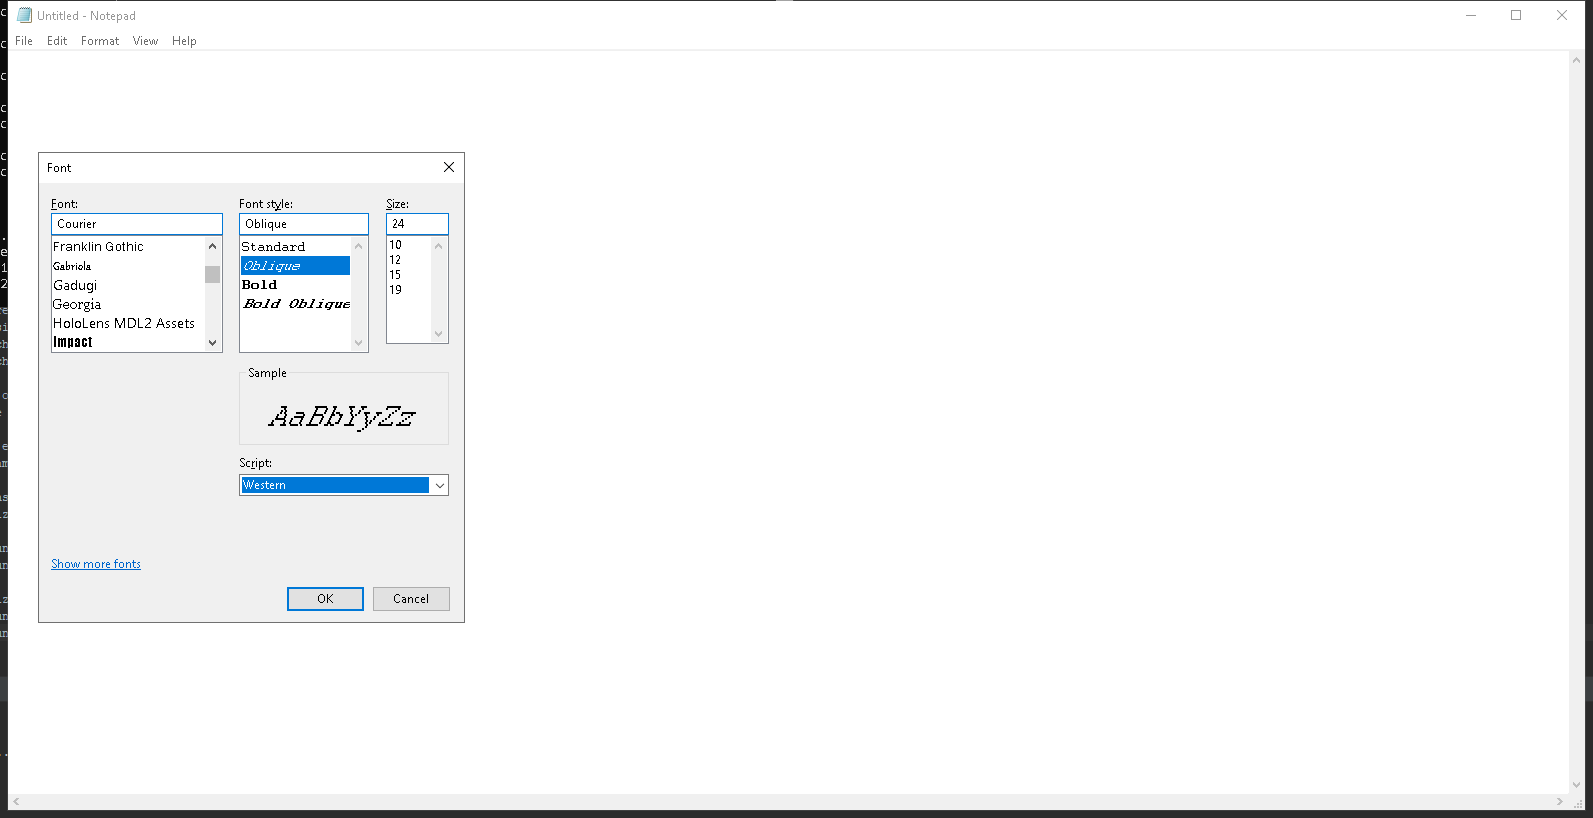 Untitled - Notepad
File Edit Format View Help
Font
Font:
Courier
Franklin Gothic
Gabriola
Gadugi
Georgia
HoloLens MDL2 Assets
Impact
Font style:
Oblique
Standard
Oblique
Bold
Bold Oblique
Size:
24
10
12
15
19
Sample
AaBbYyZz
Script:
Western
Show more fonts
OK Cancel